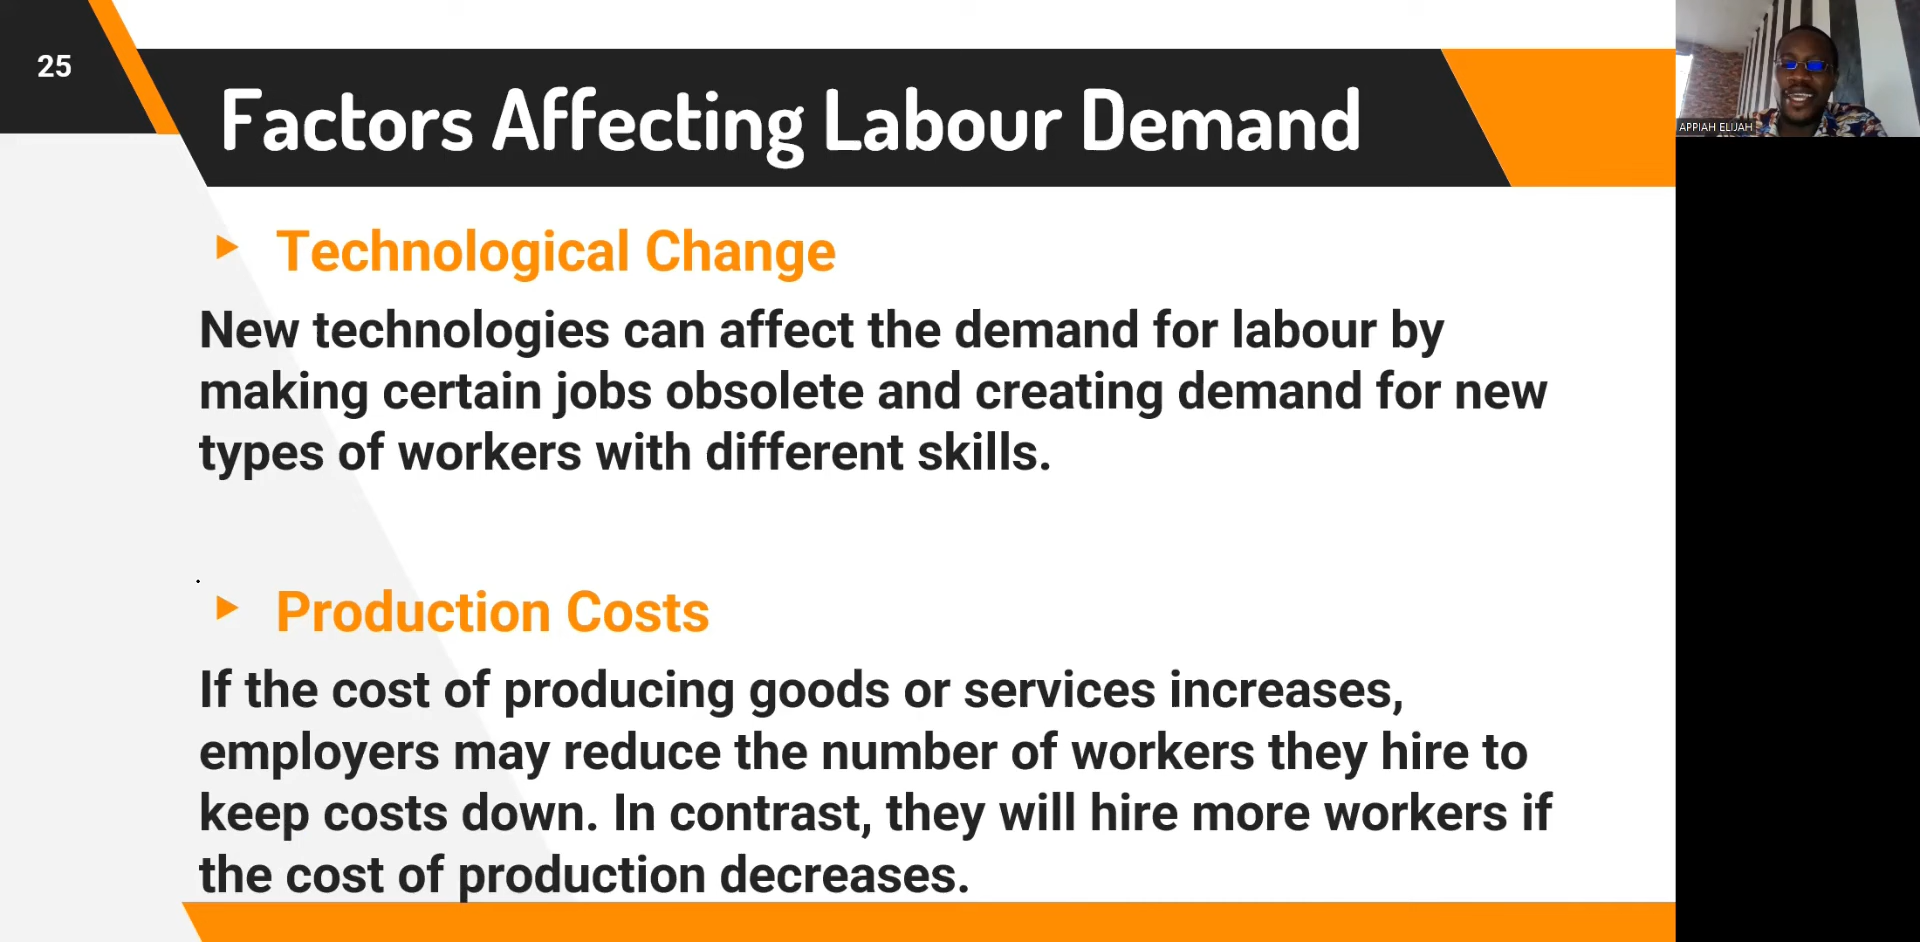 25
Factors Affecting Labour Demand
APPIAH ELIJAH
Technological Change
New technologies can affect the demand for labour by
making certain jobs obsolete and creating demand for new
types of workers with different skills.
Production Costs
If the cost of producing goods or services increases,
employers may reduce the number of workers they hire to
keep costs down. In contrast, they will hire more workers if
the cost of production decreases.